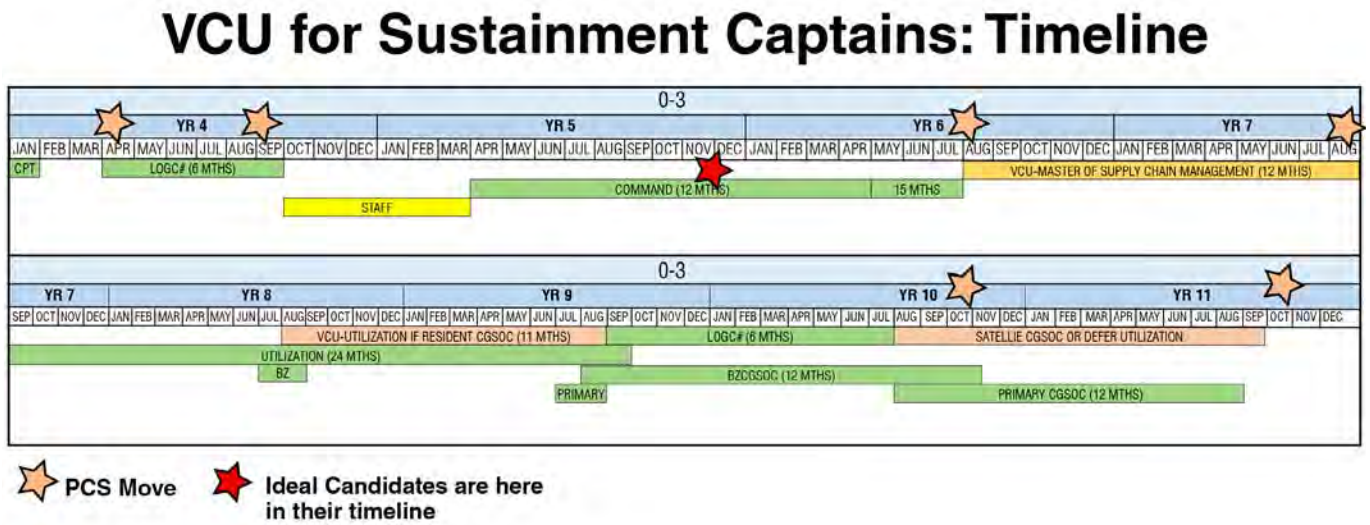 VCU for Sustainment Captains: Timeline
0-3
YR 4 YR 5 YR 6 YR 7
JAN FEB MAR APR MAY JUN JUL AUG SEP OCT NOV DEC JAN FEB MAR APR MAY JUN JUL AUG SEP OCT NOV DEC JAN FEB MAR APR MAY JUN JUL AUG SEP OCT NOV DEC JAN FEB MAR APR MAY JUN JUL AUG
CPT LOGC# (6 MTHS) VCU-MASTER OF SUPPLY CHAIN MANAGEMENT (12 MTHS)
COMMAND (12 MTHS) 15 MTHS
STAFF
0-3
YR 7 YR 8 YR 9 YR 10 YR 11
SEP OCT NOV DEC JAN FEB MAR APR MAY JUN JUL AUG SEP OCT NOV DEC JAN FEB MAR APR MAY JUN JUL AUG SEP OCT NOV DEC JAN FEB MAR APR MAY JUN JUL AUG SEP OCT NOV DEC JAN FEB MAR APR MAY JUN JUL AUG SEP OCT NOV DEC
VCU-UTILIZATION IF RESIDENT CGSOC (11 MTHS) LOGC# (6 MTHS) SATELLIE CGSOC OR DEFER UTILIZATION
UTILIZATION (24 MTHS)
BZ BZCGSOC (12 MTHS)
PRIMARY PRIMARY CGSOC (12 MTHS)
PCS Move
Ideal Candidates are here
in their timeline